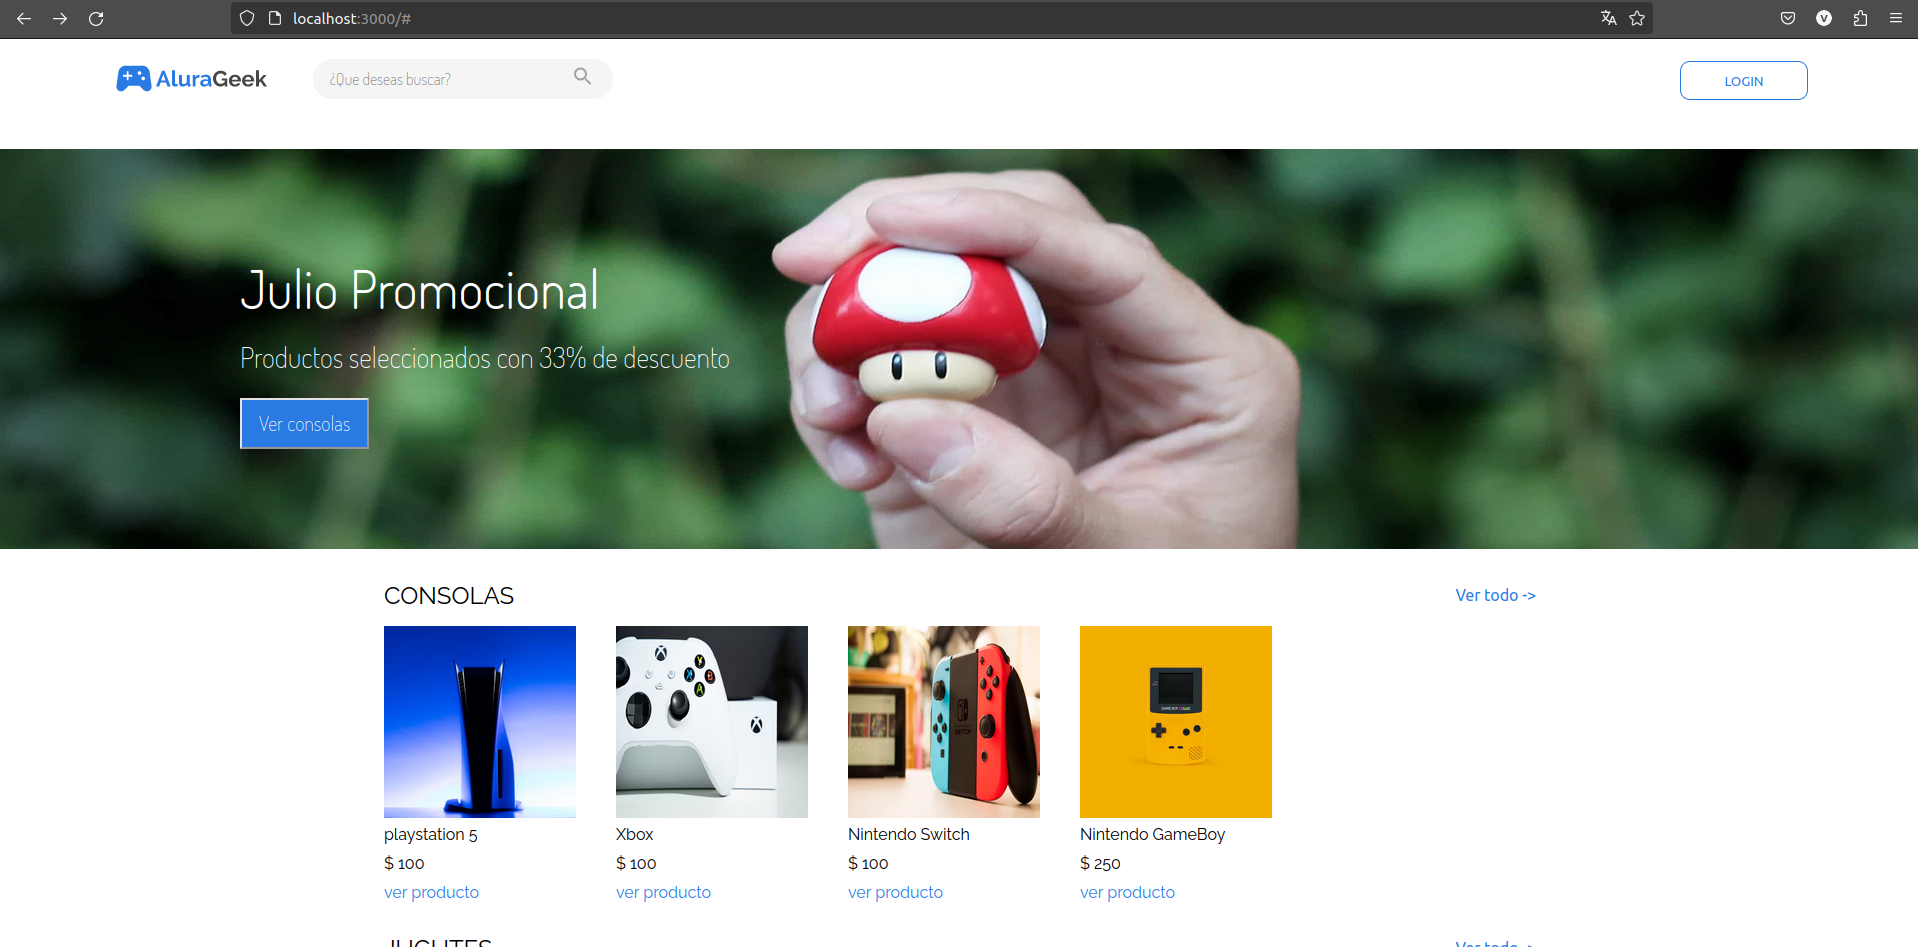 localhost:3000/#
AluraGeek
¿Que deseas buscar?
LOGIN
Julio Promocional
Productos seleccionados con 33% de descuento
Ver consolas
CONSOLAS
Ver todo ->
playstation 5
$ 100
ver producto
Xbox
$ 100
ver producto
Nintendo Switch
$ 100
ver producto
Nintendo GameBoy
$ 250
ver producto
Ver todo ->